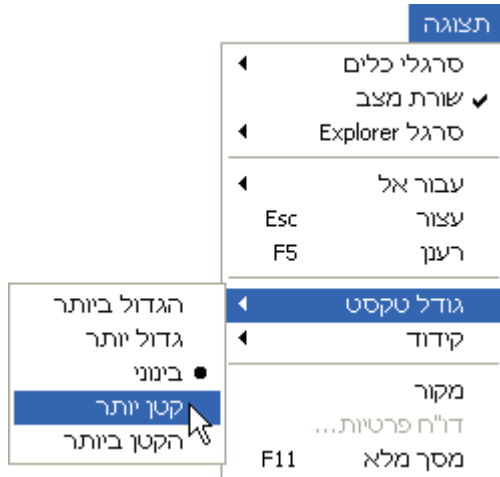 תצוגה
סרגלי כלים
שורת מצב
סרגל Explorer
עבור אל
עצור Esc
רענן F5
גודל טקסט
קידוד
מקור
דו"ח פרטיות...
מסך מלא F11
הגדול ביותר
גדול יותר
בינוני
קטן יותר
הקטן ביותר